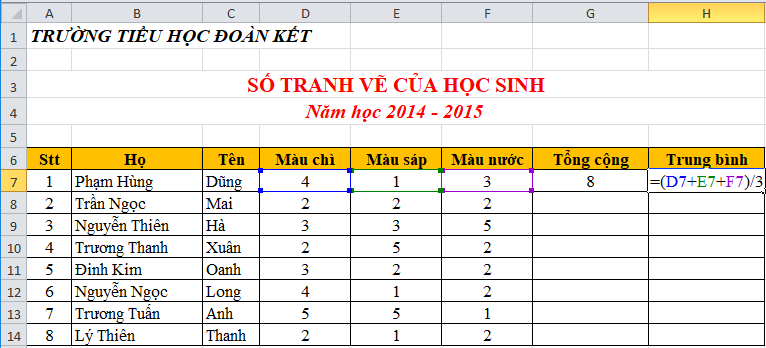 A B C D E F G H
1 TRƯỜNG TIỂU HỌC ĐOÀN KẾT
2
3 SỐ TRANH VẼ CỦA HỌC SINH
4 Năm học 2014 - 2015
5
6 Stt Họ Tên Màu chì Màu sáp Màu nước Tổng cộng Trung bình
7 1 Phạm Hùng Dũng 4 1 3 8 =(D7+E7+F7)/3
8 2 Trần Ngọc Mai 2 2 2
9 3 Nguyễn Thiên Hà 3 3 5
10 4 Trương Thanh Xuân 2 5 2
11 5 Đinh Kim Oanh 3 2 2
12 6 Nguyễn Ngọc Long 4 1 2
13 7 Trương Tuấn Anh 5 5 1
14 8 Lý Thiên Thanh 2 1 2